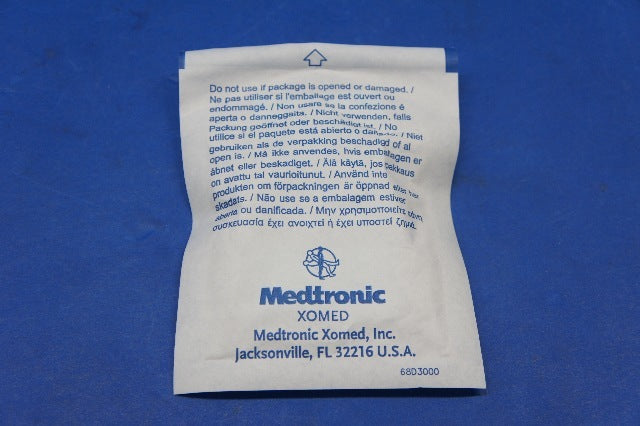 Do not use if package is opened or damaged. /
Ne pas utiliser si l'emballage est ouvert ou
endommagé. / Non usare se la confezione è
aperta o danneggaita. / Nicht verwenden, falls
Packung geöffnet oder beschädigt ist. / No
utilice si el paquete está abierto o dañado. / Niet
gebruiken als de verpakking beschadigd of al
open is. / Må ikke anvendes, hvis embalagen er
åbnet eller beskadiget. / Älä käytä, jos pakkaus
on avattu tai vaurioitunut. / Använd inte
produkten om förpackningen är öppnad eller har
skadats. / Não use se a embalagem estiver
aberta ou danificada. / Μην χρησιμοποιείτε εάν η
συσκευασία έχει ανοιχτεί ή έχει υποστεί ζημιά.
Medtronic
XOMED
Medtronic Xomed, Inc.
Jacksonville, FL 32216 U.S.A.
68D3000